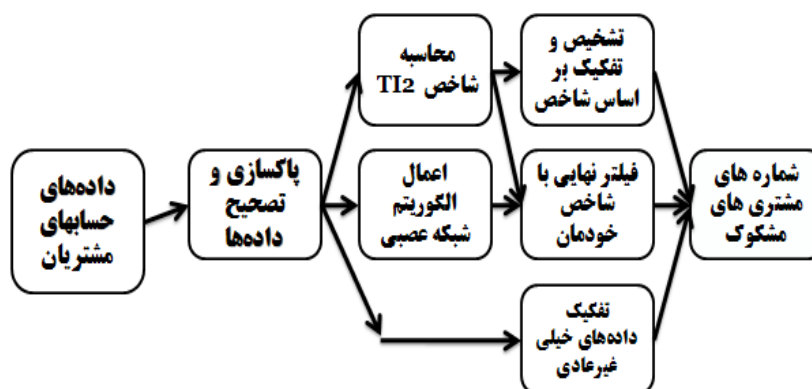 داده‌های
حسابهای
مشتریان
پاکسازی و
تصحیح
داده‌ها
محاسبه
شاخص TI2
اعمال
الکوریتم
شبکه عصبی
تشخیص و
تفکیک بر
اساس شاخص
فیلتر نهایی با
شاخص
خودمان
تفکیک
داده‌های خیلی
غیرعادی
شماره های
مشتری های
مشکوک